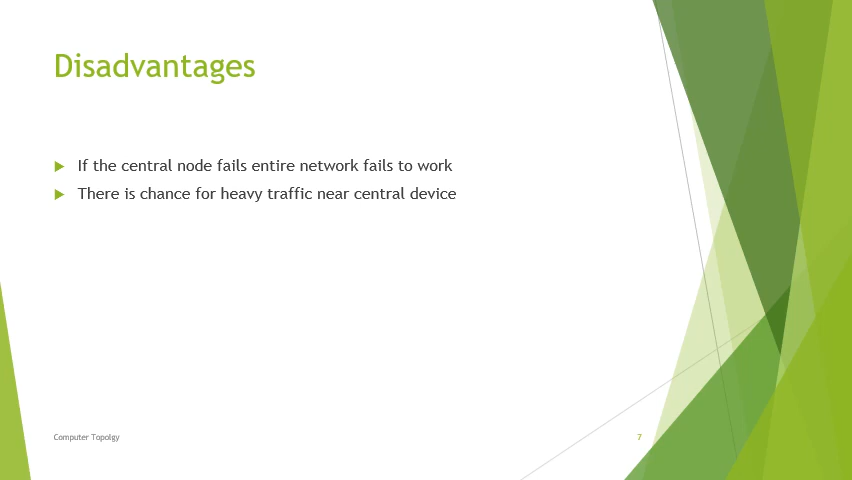 Disadvantages
If the central node fails entire network fails to work
There is chance for heavy traffic near central device
Computer Topolgy
7